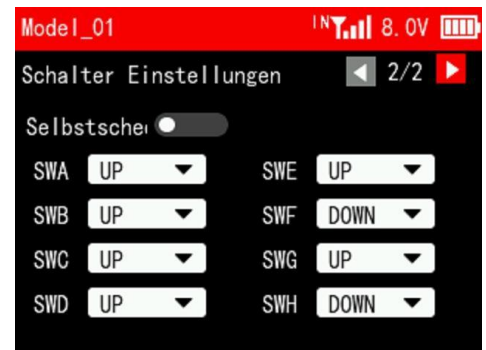 Model_01 IN 8.0V
Schalter Einstellungen 2/2
Selbstsche
SWA UP SWE UP
SWB UP SWF DOWN
SWC UP SWG UP
SWD UP SWH DOWN